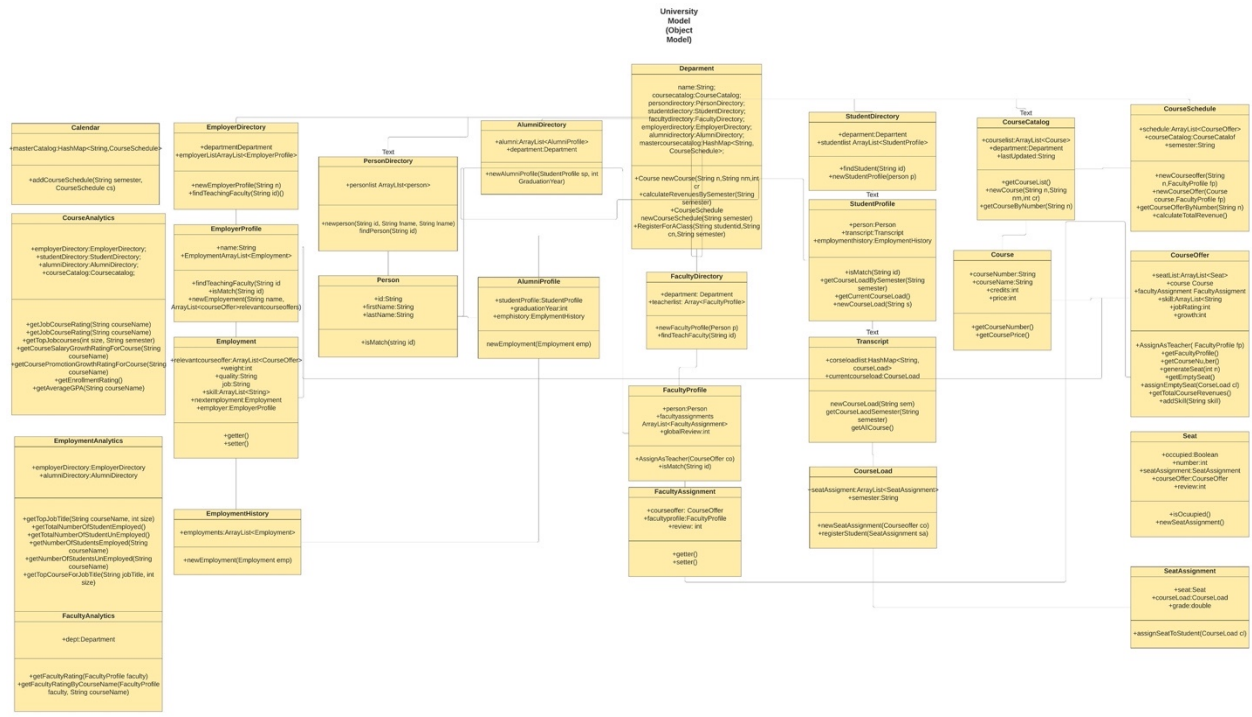 University
Model
(Object
Model)
Deparment
name:String;
coursecatalog:CourseCatalog;
persondirectory:PersonDirectory;
studentdirectory:StudentDirectory;
facultydirectory:FacultyDirectory;
employerdirectory:EmployerDirectory;
alumnidirectory:AlumniDirectory;
mastercoursecatalog:HashMap<String,
CourseSchedule>;
+Course newCourse(String n,String nm,int
cr
+calculateRevenuesBySemester(String
semester)
+CourseSchedule
newCourseSchedule(String semester)
+RegisterForAClass(String studentid,String
cn,String semester)
Calendar
+masterCatalog:HashMap<String,CourseSchedule>
+addCourseSchedule(String semester,
CourseSchedule cs)
EmployerDirectory
+departmentDepartment
+employerListArrayList<EmployerProfile>
+newEmployerProfile(String n)
+findTeachingFaculty(String id)()
Text
PersonDirectory
+personlist ArrayList<person>
+newperson(String id, String fname, String lname)
findPerson(String id)
AlumniDirectory
+alumni:ArrayList<AlumniProfile>
+department:Department
+newAlumniProfile(StudentProfile sp, int
GraduationYear)
StudentDirectory
+deparment:Departent
+studentlist ArrayList<StudentProfile>
+findStudent(String id)
+newStudentProfile(person p)
Text
CourseCatalog
+courselist:ArrayList<Course>
+department:Department
+lastUpdated:String
+getCourseList()
+newCourse(String n,String
nm,int cr)
+getCourseByNumber(String n)
CourseSchedule
+schedule:ArrayList<CourseOffer>
+courseCatalog:CourseCatalof
+semester:String
+newCourseoffer(String
n,FacultyProfile fp)
+newCourseOffer(Course
course,FacultyProfile fp)
+getCourseOfferByNumber(String n)
+calculateTotalRevenue()
CourseAnalytics
+employerDirectory:EmployerDirectory;
+studentDirectory:StudentDirectory;
+alumniDirectory:AlumniDirectory;
+courseCatalog:Coursecatalog;
+getJobCourseRating(String courseName)
+getJobCourseRating(String courseName)
+getTopJobcourses(int size, String semester)
+getCourseSalaryGrowthRatingForCourse(String
courseName)
+getCoursePromotionGrowthRatingForCourse(String
courseName)
+getEnrollmentRating()
+getAverageGPA(String courseName)
EmployerProfile
+name:String
+EmploymentArrayList<Employment>
+findTeachingFaculty(String id)
+isMatch(String id)
+newEmployement(String name,
ArrayList<courseOffer>relevantcourseoffers)
Person
+id:String
+firstName:String
+lastName:String
+isMatch(string id)
AlumniProfile
+studentProfile:StudentProfile
+graduationYear:int
+emphistory:EmplymentHistory
newEmployment(Employment emp)
Text
StudentProfile
+person:Person
+transcript:Transcript
employmenthistory:EmploymentHistory
+isMatch(String id)
+getCourseLoadBySemester(String
semester)
+getCurrentCourseLoad()
+newCourseLoad(String s)
FacultyDirectory
+department: Department
+teacherlist: Array<FacultyProfile>
+newFacultyProfile(Person p)
+findTeachFaculty(String id)
Course
+courseNumber:String
+courseName:String
+credits:int
+price:int
+getCourseNumber()
+getCoursePrice()
CourseOffer
+seatList:ArrayList<Seat>
+course Course
+facultyAssignment FacultyAssigment
+skill:ArrayList<String
+jobRating:int
+growth:int
+AssignAsTeacher( FacultyProfile fp)
+getFacultyProfile()
+getCourseNu,ber()
+generateSeat(int n)
+getEmptySeat()
+assignEmptySeat(CorseLoad cl)
+getTotalCourseRevenues()
+addSkill(String skill)
Employment
+relevantcourseoffer:ArrayList<CourseOffer>
+weight:int
+quality:String
job:String
+skill:ArrayList<String>
+nextemployment:Employment
+employer:EmployerProfile
+getter()
+setter()
Text
Transcript
+corseloadlist:HashMap<String,
courseLoad>
+currentcourseload:CourseLoad
newCourseLoad(String sem)
getCourseLaodSemester(String
semester)
getAllCourse()
FacultyProfile
+person:Person
+facultyassignments
ArrayList<FacultyAssignment>
+globalReview:int
+AssignAsTeacher(CourseOffer co)
+isMatch(String id)
EmploymentAnalytics
+employerDirectory:EmployerDirectory
+alumniDirectory:AlumniDirectory
+getTopJobTitle(String courseName, int size)
+getTotalNumberOfStudentEmployed()
+getTotalNumberOfStudentUnEmployed()
+getNumberOfStudentsEmployed(String
courseName)
+getNumberOfStudentsUnEmployed(String
courseName)
+getTopCourseForJobTitle(String jobTitle, int
size)
EmploymentHistory
+employments:ArrayList<Employment>
+newEmployment(Employment emp)
FacultyAssignment
+courseoffer: CourseOffer
+facultyprofile:FacultyProfile
+review: int
+getter()
+setter()
CourseLoad
+seatAssigment:ArrayList<SeatAssignment>
+semester:String
+newSeatAssignment(Courseoffer co)
+registerStudent(SeatAssignment sa)
Seat
+occupied:Boolean
+number:int
+seatAssignment:SeatAssignment
+courseOffer:CourseOffer
+review:int
+isOcuupied()
+newSeatAssignment()
SeatAssignment
+seat:Seat
+courseLoad:CourseLoad
+grade:double
+assignSeatToStudent(CourseLoad cl)
FacultyAnalytics
+dept:Department
+getFacultyRating(FacultyProfile faculty)
+getFacultyRatingByCourseName(FacultyProfile
faculty, String courseName)